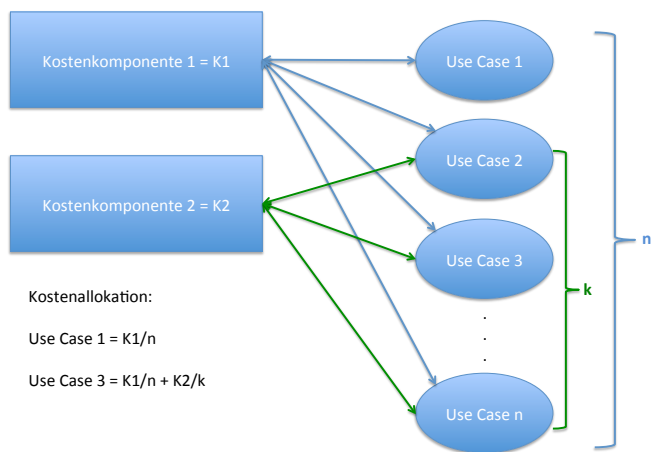 Kostenkomponente 1 = K1
Use Case 1
Use Case 2
Kostenkomponente 2 = K2
n
Use Case 3
k
Kostenallokation:
.
.
.
.
Use Case 1 = K1/n
Use Case 3 = K1/n + K2/k
Use Case n